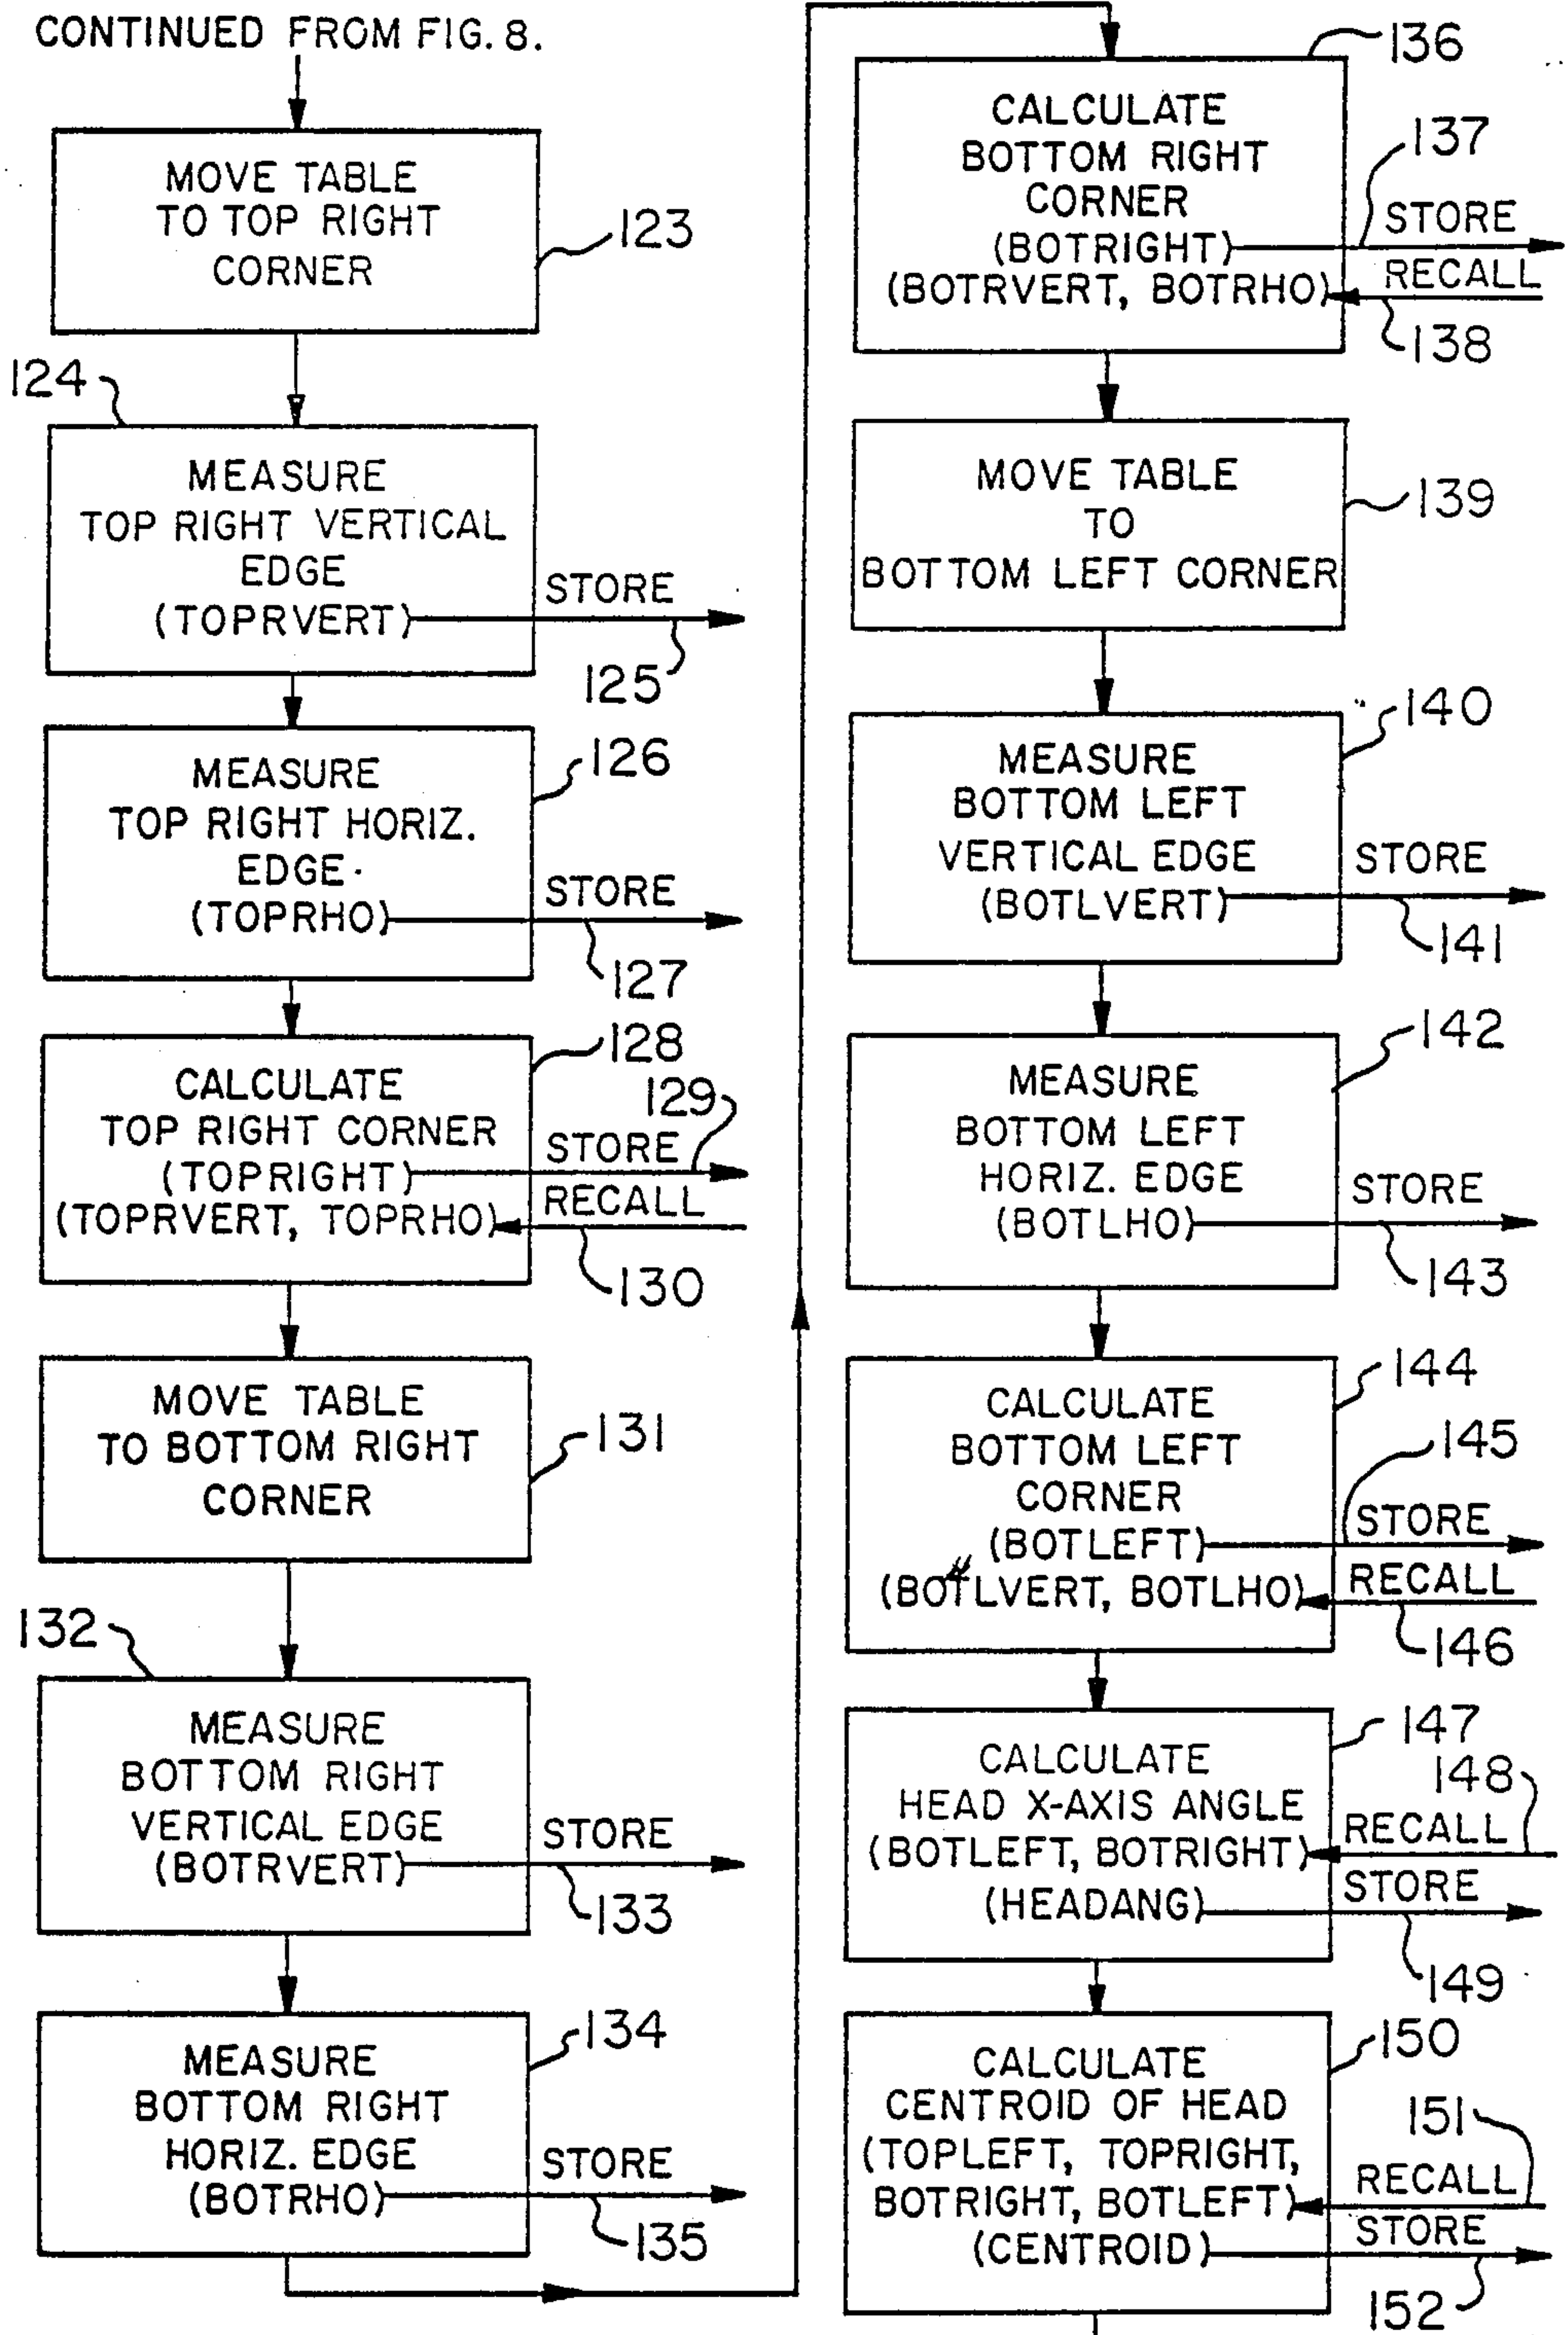 CONTINUED FROM FIG. 8.
MOVE TABLE
TO TOP RIGHT
CORNER
123
124
MEASURE
TOP RIGHT VERTICAL
EDGE
(TOPRVERT)
STORE
125
126
MEASURE
TOP RIGHT HORIZ.
EDGE
(TOPRHO)
STORE
127
128
CALCULATE
TOP RIGHT CORNER
(TOPRIGHT)
(TOPRVERT, TOPRHO)
129
STORE
RECALL
130
MOVE TABLE
TO BOTTOM RIGHT
CORNER
131
132
MEASURE
BOTTOM RIGHT
VERTICAL EDGE
(BOTRVERT)
STORE
133
134
MEASURE
BOTTOM RIGHT
HORIZ. EDGE
(BOTRHO)
STORE
135
136
CALCULATE
BOTTOM RIGHT
CORNER
(BOTRIGHT)
(BOTRVERT, BOTRHO)
137
STORE
RECALL
138
MOVE TABLE
TO
BOTTOM LEFT CORNER
139
140
MEASURE
BOTTOM LEFT
VERTICAL EDGE
(BOTLVERT)
STORE
141
142
MEASURE
BOTTOM LEFT
HORIZ. EDGE
(BOTLHO)
STORE
143
144
CALCULATE
BOTTOM LEFT
CORNER
(BOTLEFT)
(BOTLVERT, BOTLHO)
145
STORE
RECALL
146
147
CALCULATE
HEAD X-AXIS ANGLE
(BOTLEFT, BOTRIGHT)
(HEADANG)
148
RECALL
STORE
149
150
CALCULATE
CENTROID OF HEAD
(TOPLEFT, TOPRIGHT,
BOTRIGHT, BOTLEFT)
(CENTROID)
151
RECALL
STORE
152